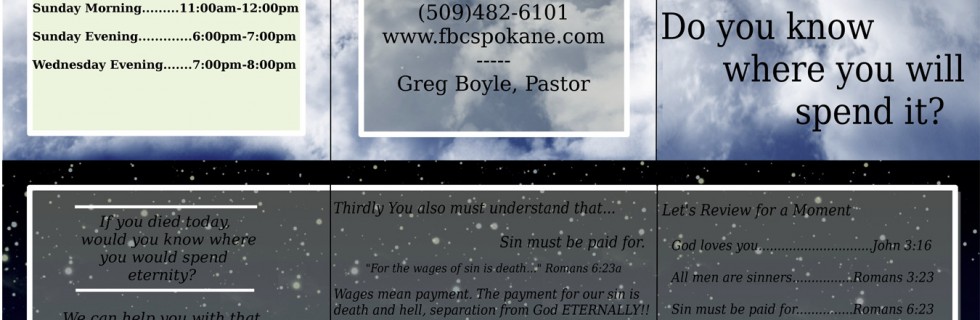 Sunday Morning.........11:00am-12:00pm
Sunday Evening............6:00pm-7:00pm
Wednesday Evening.......7:00pm-8:00pm
(509)482-6101
www.fbcspokane.com
-----
Greg Boyle, Pastor
Do you know
where you will
spend it?
If you died today,
would you know where
you would spend
eternity?
We can help you with that
Thirdly You also must understand that...
Sin must be paid for.
"For the wages of sin is death..." Romans 6:23a
Wages mean payment. The payment for our sin is
death and hell, separation from God ETERNALLY!!
Let's Review for a Moment
God loves you...........................John 3:16
All men are sinners..............Romans 3:23
Sin must be paid for.............Romans 6:23